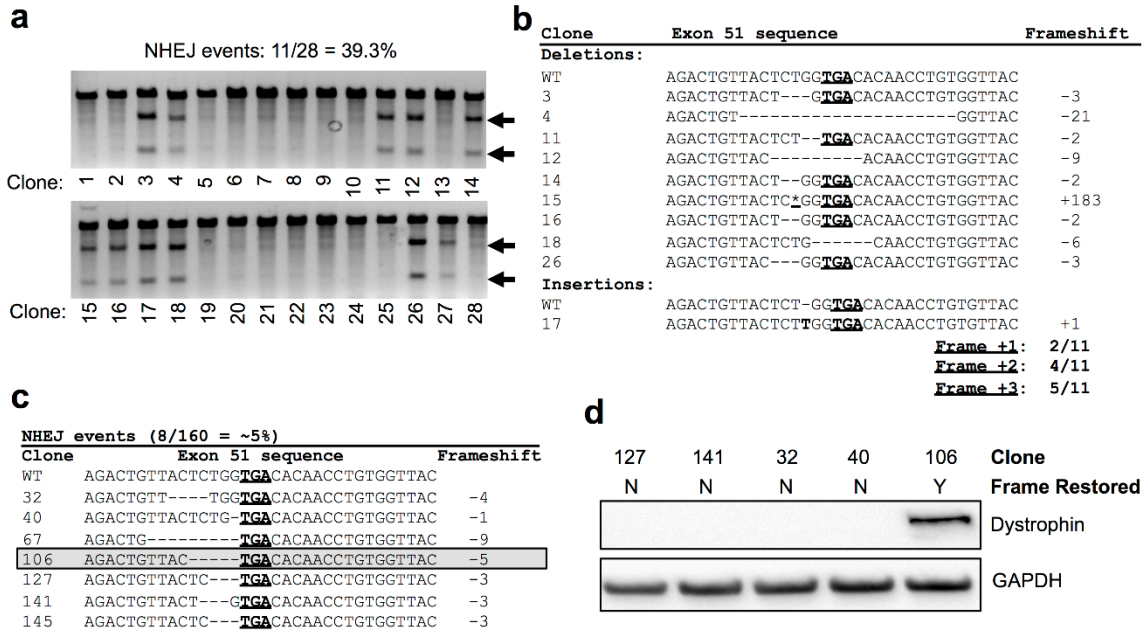 a
NHEJ events: 11/28 = 39.3%
Clone: 1 2 3 4 5 6 7 8 9 10 11 12 13 14
Clone: 15 16 17 18 19 20 21 22 23 24 25 26 27 28
b
Clone Exon 51 sequence Frameshift
Deletions:
WT AGACTGTTACTCTGGTGACACAACCTGTGGTTAC
3 AGACTGTTACT---GTGACACAACCTGTGGTTAC -3
4 AGACTGT---------------------GGTTAC -21
11 AGACTGTTACTCT--TGACACAACCTGTGGTTAC -2
12 AGACTGTTAC---------ACAACCTGTGGTTAC -9
14 AGACTGTTACT--GGTGACACAACCTGTGGTTAC -2
15 AGACTGTTACTC*GGTGACACAACCTGTGGTTAC +183
16 AGACTGTTACT--GGTGACACAACCTGTGGTTAC -2
18 AGACTGTTACTCTG------CAACCTGTGGTTAC -6
26 AGACTGTTAC---GGTGACACAACCTGTGGTTAC -3
Insertions:
WT AGACTGTTACTCT-GGTGACACAACCTGTGTTAC
17 AGACTGTTACTCTTGGTGACACAACCTGTGTTAC +1
Frame +1: 2/11
Frame +2: 4/11
Frame +3: 5/11
c
NHEJ events (8/160 = ~5%)
Clone Exon 51 sequence Frameshift
WT AGACTGTTACTCTGGTGACACAACCTGTGGTTAC
32 AGACTGTT----TGGTGACACAACCTGTGGTTAC -4
40 AGACTGTTACTCTG-TGACACAACCTGTGGTTAC -1
67 AGACTG---------TGACACAACCTGTGGTTAC -9
106 AGACTGTTAC-----TGACACAACCTGTGGTTAC -5
127 AGACTGTTACTC---TGACACAACCTGTGGTTAC -3
141 AGACTGTTACT---GTGACACAACCTGTGGTTAC -3
145 AGACTGTTACTC---TGACACAACCTGTGGTTAC -3
d
127 141 32 40 106 Clone
N N N N Y Frame Restored
Dystrophin
GAPDH